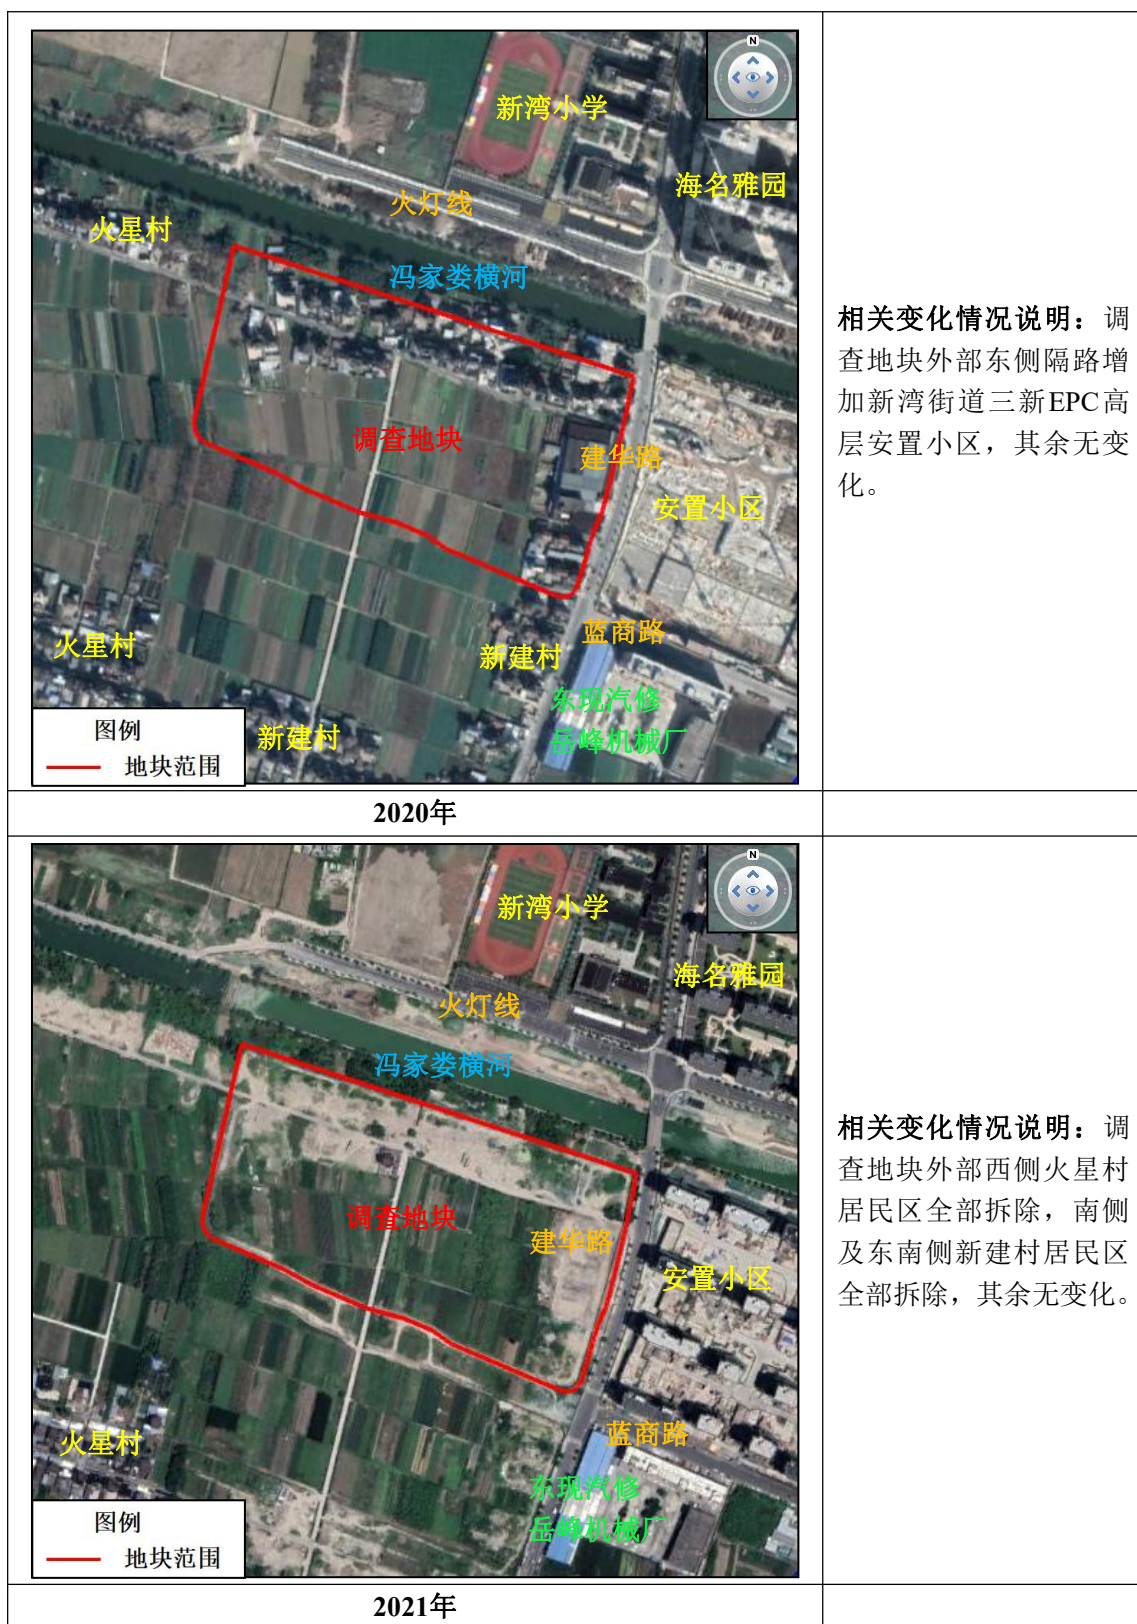 N
新湾小学
海名雅园
火灯线
火星村
冯家娄横河
调查地块
建华路
安置小区
蓝商路
火星村
新建村
东现汽修
岳峰机械厂
新建村
图例
地块范围
相关变化情况说明：调
查地块外部东侧隔路增
加新湾街道三新EPC高
层安置小区，其余无变
化。
2020年
N
新湾小学
海名雅园
火灯线
冯家娄横河
调查地块
建华路
安置小区
蓝商路
火星村
东现汽修
岳峰机械厂
图例
地块范围
相关变化情况说明：调
查地块外部西侧火星村
居民区全部拆除，南侧
及东南侧新建村居民区
全部拆除，其余无变化。
2021年